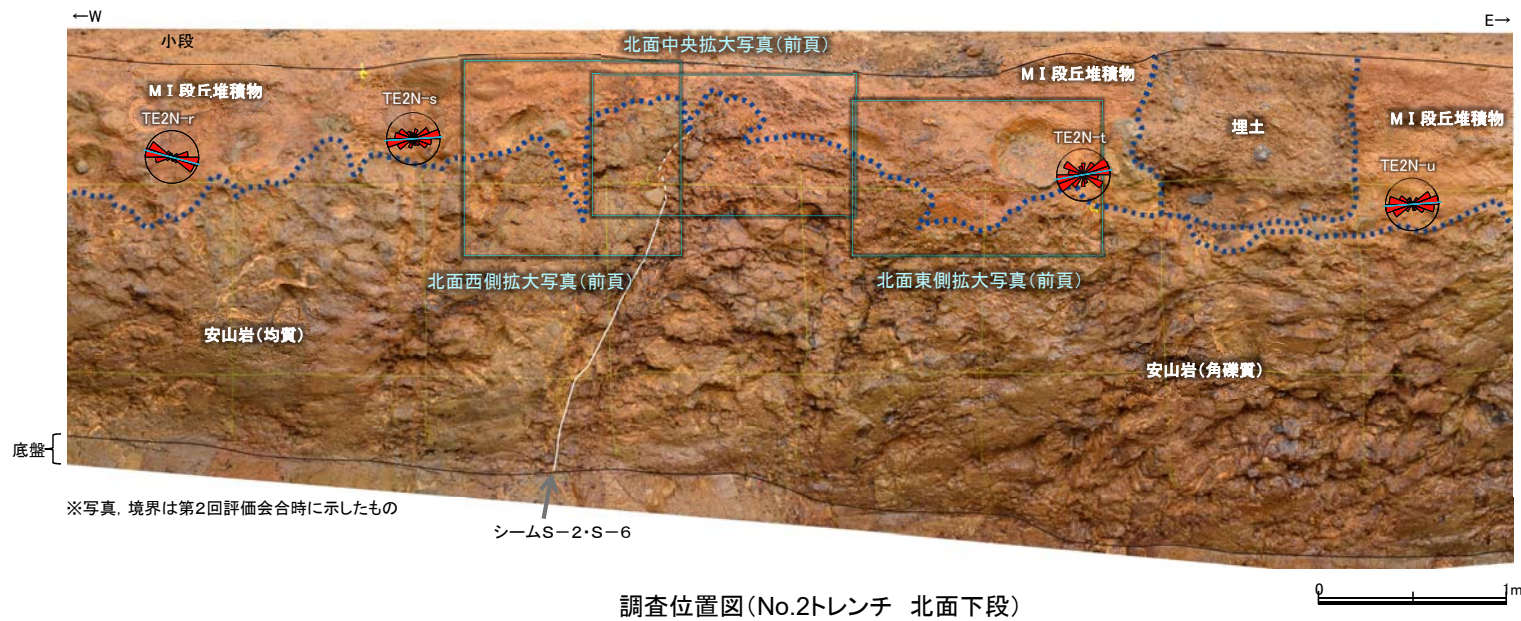 ←W
E→
小段
北面中央拡大写真(前頁)
MⅠ段丘堆積物
MⅠ段丘堆積物
TE2N-s
TE2N-r
埋土
MⅠ段丘堆積物
TE2N-t
TE2N-u
北面西側拡大写真(前頁)
北面東側拡大写真(前頁)
安山岩(均質)
安山岩(角礫質)
底盤
※写真，境界は第2回評価会合時に示したもの
シームS－2・S－6
調査位置図(No.2トレンチ 北面下段)
0 1m